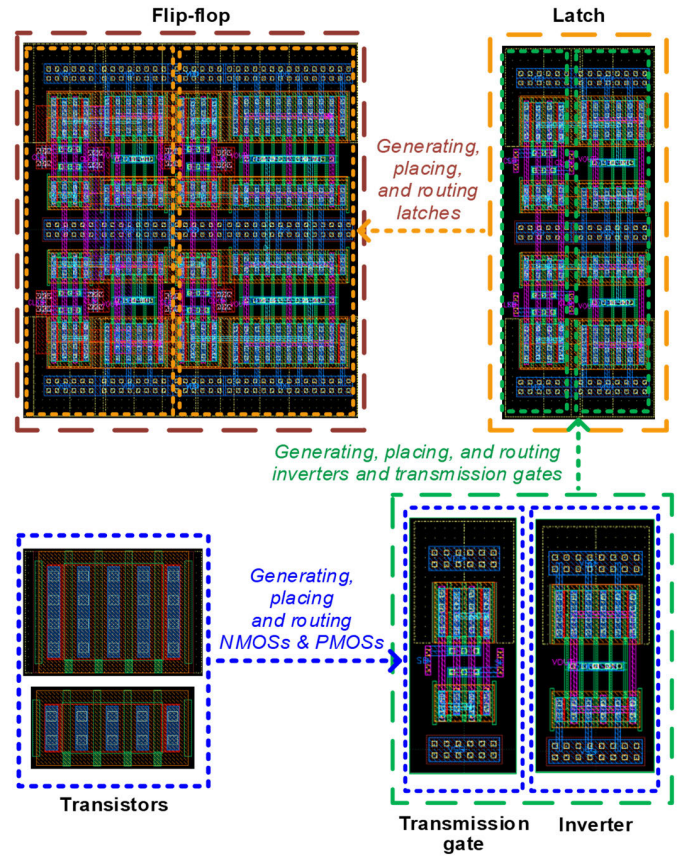 Flip-flop
Latch
Generating,
placing,
and routing
latches
Generating, placing, and routing
inverters and transmission gates
Generating,
placing
and routing
NMOSs & PMOSs
Transistors
Transmission
gate
Inverter